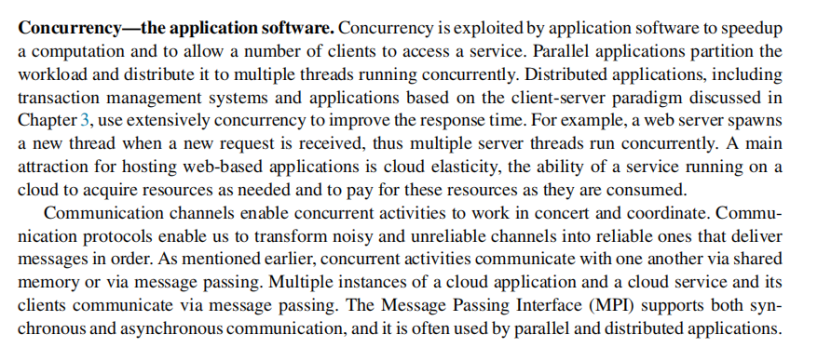 Concurrency—the application software. Concurrency is exploited by application software to speedup
a computation and to allow a number of clients to access a service. Parallel applications partition the
workload and distribute it to multiple threads running concurrently. Distributed applications, including
transaction management systems and applications based on the client-server paradigm discussed in
Chapter 3, use extensively concurrency to improve the response time. For example, a web server spawns
a new thread when a new request is received, thus multiple server threads run concurrently. A main
attraction for hosting web-based applications is cloud elasticity, the ability of a service running on a
cloud to acquire resources as needed and to pay for these resources as they are consumed.
Communication channels enable concurrent activities to work in concert and coordinate. Commu-
nication protocols enable us to transform noisy and unreliable channels into reliable ones that deliver
messages in order. As mentioned earlier, concurrent activities communicate with one another via shared
memory or via message passing. Multiple instances of a cloud application and a cloud service and its
clients communicate via message passing. The Message Passing Interface (MPI) supports both syn-
chronous and asynchronous communication, and it is often used by parallel and distributed applications.